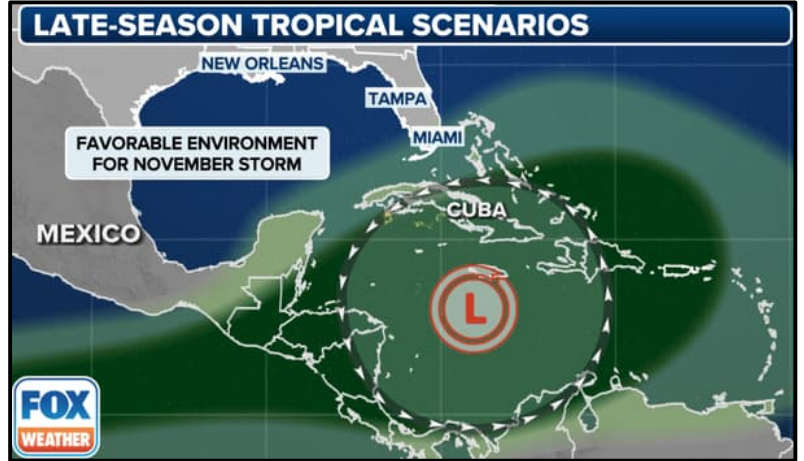 LATE-SEASON TROPICAL SCENARIOS
NEW ORLEANS
TAMPA
MIAMI
FAVORABLE ENVIRONMENT
FOR NOVEMBER STORM
CUBA
MEXICO
L
FOX
WEATHER